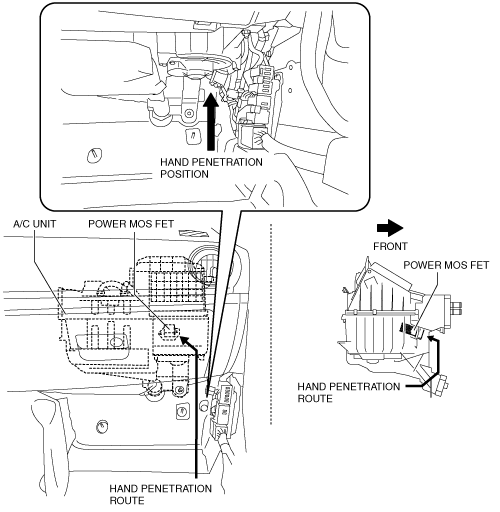 HAND PENETRATION
POSITION
A/C UNIT
POWER MOS FET
FRONT
POWER MOS FET
HAND PENETRATION
ROUTE
HAND PENETRATION
ROUTE